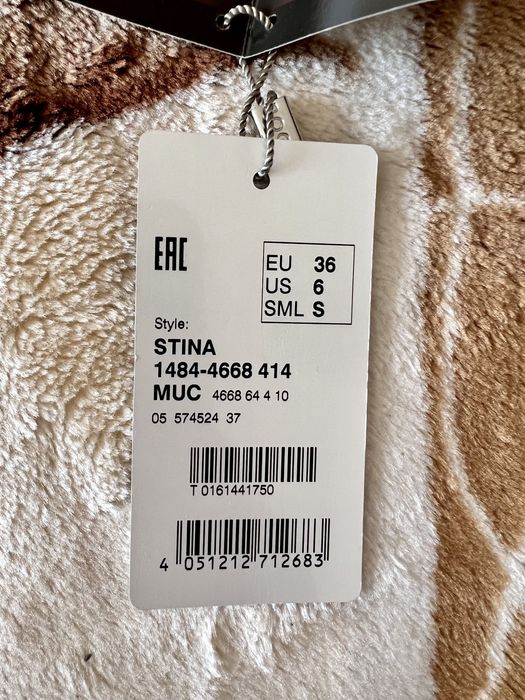 EAC
EU 36
US 6
SML S
Style:
STINA
1484-4668 414
MUC 4668 64 4 10
05 574524 37
T 0161441750
4 051212 712683